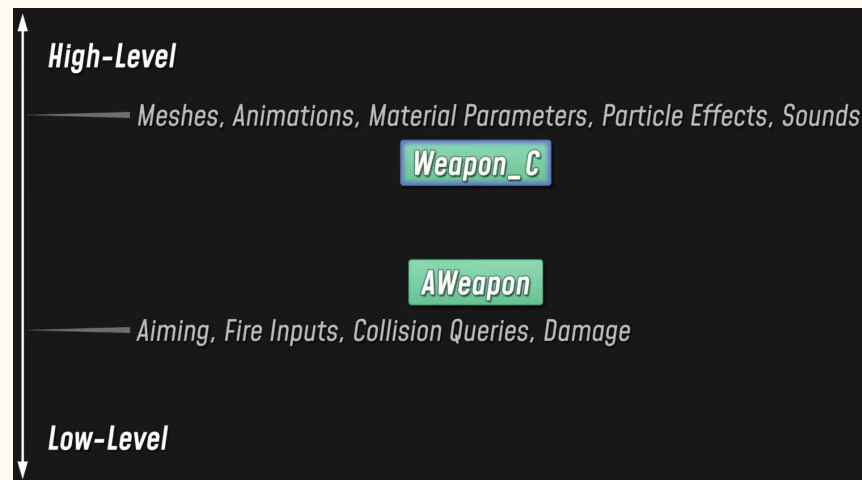 High-Level
Meshes, Animations, Material Parameters, Particle Effects, Sounds
Weapon_C
AWeapon
Aiming, Fire Inputs, Collision Queries, Damage
Low-Level